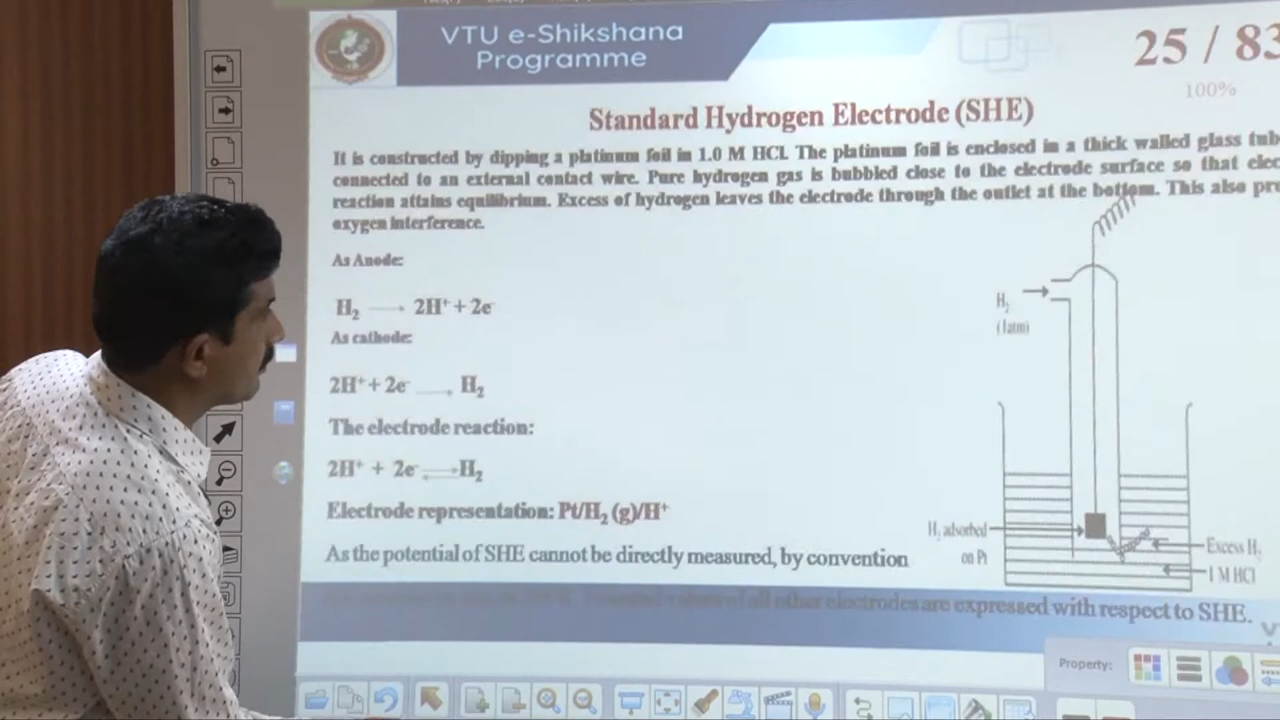 VTU e-Shikshana
Programme
25 / 83
100%
Standard Hydrogen Electrode (SHE)
It is constructed by dipping a platinum foil in 1.0 M HCl. The platinum foil is enclosed in a thick walled glass tub
connected to an external contact wire. Pure hydrogen gas is bubbled close to the electrode surface so that elec
reaction attains equilibrium. Excess of hydrogen leaves the electrode through the outlet at the bottom. This also pr
oxygen interference.
As Anode:
H₂ → 2H⁺ + 2e⁻
As cathode:
2H⁺ + 2e⁻ → H₂
The electrode reaction:
2H⁺ + 2e⁻ ⇌ H₂
Electrode representation: Pt/H₂ (g)/H⁺
As the potential of SHE cannot be directly measured, by convention
of all other electrodes are expressed with respect to SHE.
H₂
(1atm)
H₂ adsorbed
on Pt
Excess H₂
1 M HCl
Property: